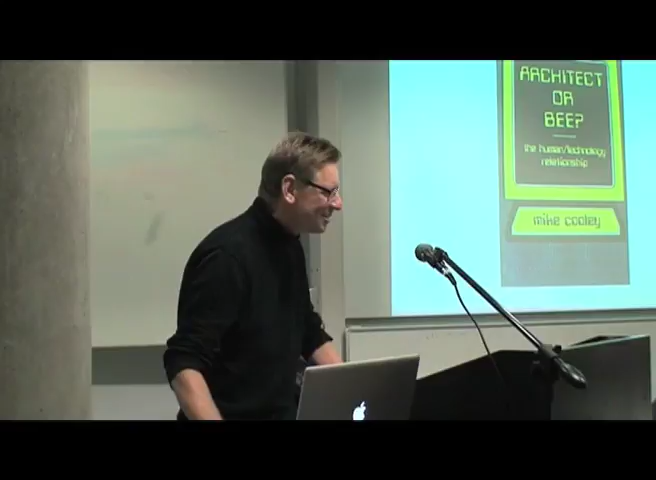 ARCHITECT
OR
BEE?
the human/technology
relationship
mike cooley